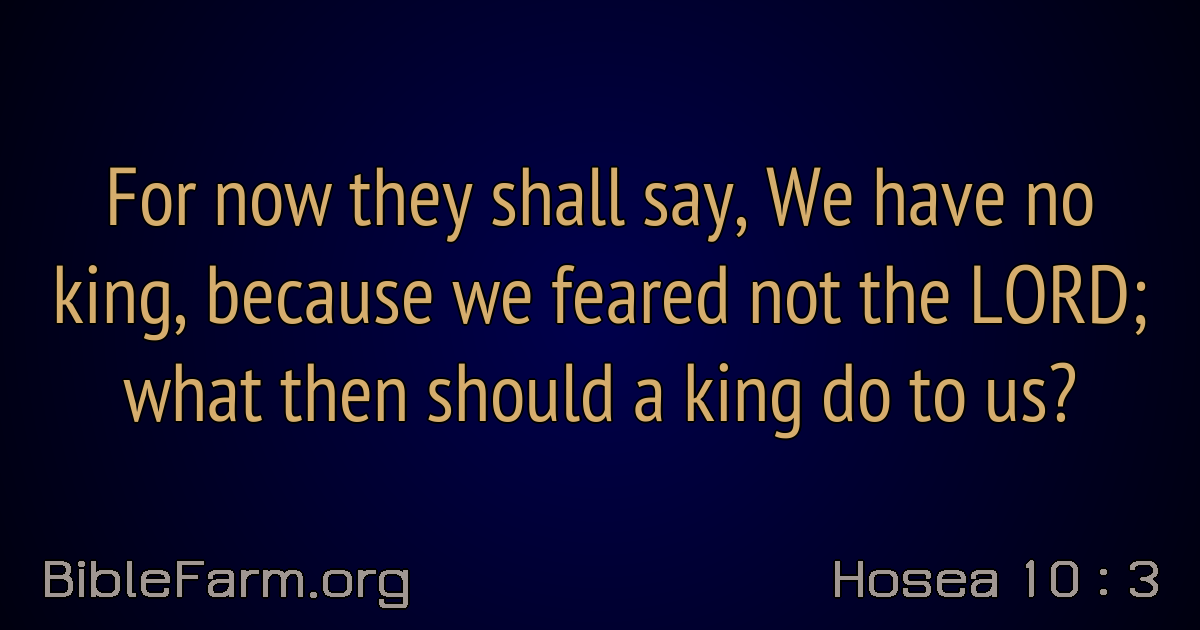 For now they shall say, We have no
king, because we feared not the LORD;
what then should a king do to us?
BibleFarm.org
Hosea 10 : 3